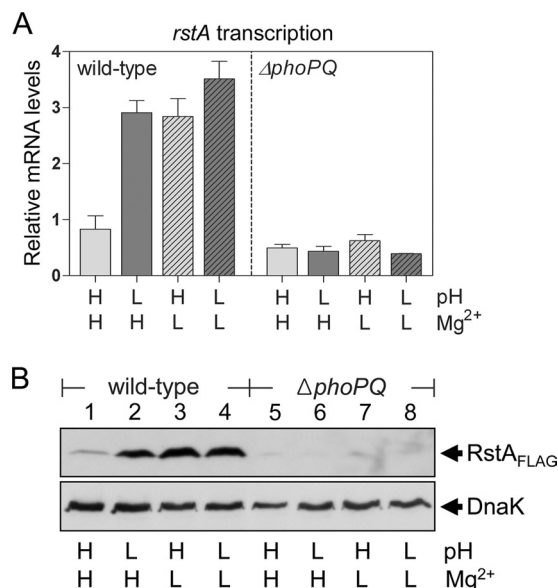 A
rstA transcription
wild-type ΔphoPQ
Relative mRNA levels
4
3
2
1
0
H L H L H L H L pH
H H L L H H L L Mg²⁺
B
wild-type ΔphoPQ
1 2 3 4 5 6 7 8
RstA_FLAG
DnaK
H L H L H L H L pH
H H L L H H L L Mg²⁺